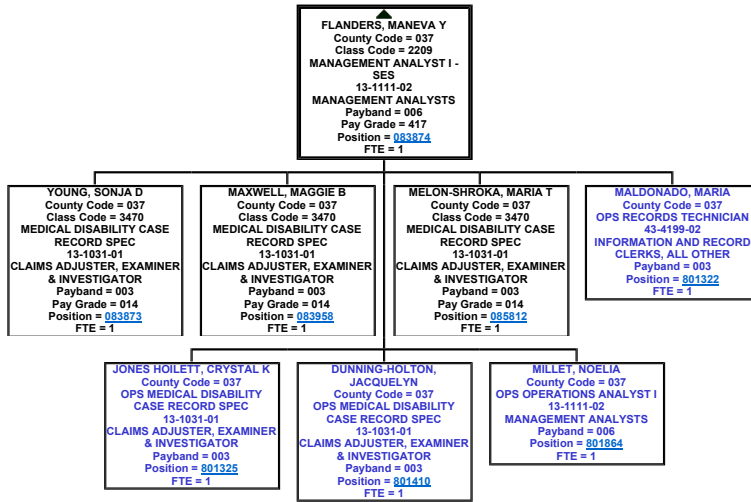 FLANDERS, MANEVA Y
County Code = 037
Class Code = 2209
MANAGEMENT ANALYST I -
SES
13-1111-02
MANAGEMENT ANALYSTS
Payband = 006
Pay Grade = 417
Position = 083874
FTE = 1
YOUNG, SONJA D
County Code = 037
Class Code = 3470
MEDICAL DISABILITY CASE
RECORD SPEC
13-1031-01
CLAIMS ADJUSTER, EXAMINER
& INVESTIGATOR
Payband = 003
Pay Grade = 014
Position = 083873
FTE = 1
MAXWELL, MAGGIE B
County Code = 037
Class Code = 3470
MEDICAL DISABILITY CASE
RECORD SPEC
13-1031-01
CLAIMS ADJUSTER, EXAMINER
& INVESTIGATOR
Payband = 003
Pay Grade = 014
Position = 083958
FTE = 1
MELON-SHROKA, MARIA T
County Code = 037
Class Code = 3470
MEDICAL DISABILITY CASE
RECORD SPEC
13-1031-01
CLAIMS ADJUSTER, EXAMINER
& INVESTIGATOR
Payband = 003
Pay Grade = 014
Position = 085812
FTE = 1
MALDONADO, MARIA
County Code = 037
OPS RECORDS TECHNICIAN
43-4199-02
INFORMATION AND RECORD
CLERKS, ALL OTHER
Payband = 003
Position = 801322
FTE = 1
JONES HOILETT, CRYSTAL K
County Code = 037
OPS MEDICAL DISABILITY
CASE RECORD SPEC
13-1031-01
CLAIMS ADJUSTER, EXAMINER
& INVESTIGATOR
Payband = 003
Position = 801325
FTE = 1
DUNNING-HOLTON,
JACQUELYN
County Code = 037
OPS MEDICAL DISABILITY
CASE RECORD SPEC
13-1031-01
CLAIMS ADJUSTER, EXAMINER
& INVESTIGATOR
Payband = 003
Position = 801410
FTE = 1
MILLET, NOELIA
County Code = 037
OPS OPERATIONS ANALYST I
13-1111-02
MANAGEMENT ANALYSTS
Payband = 006
Position = 801864
FTE = 1